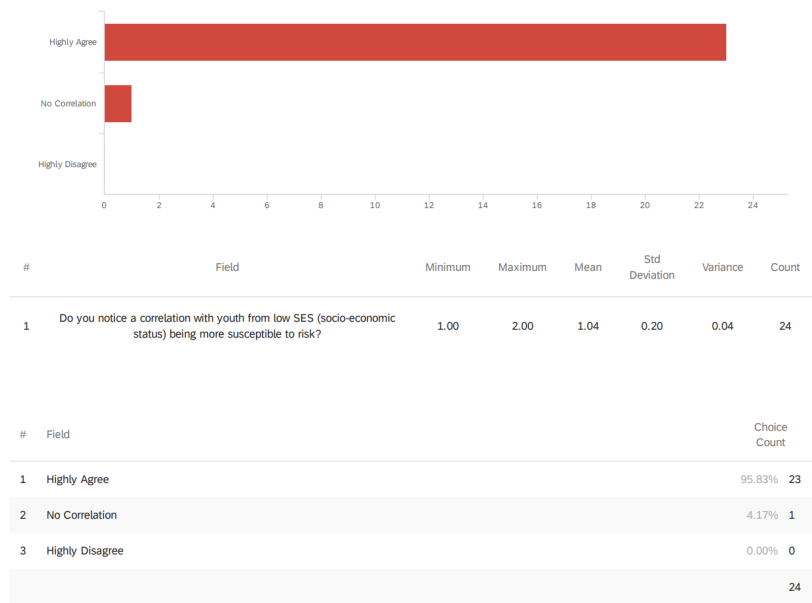 Highly Agree
No Correlation
Highly Disagree
0 2 4 6 8 10 12 14 16 18 20 22 24
# Field Minimum Maximum Mean Std Deviation Variance Count
1 Do you notice a correlation with youth from low SES (socio-economic
status) being more susceptible to risk? 1.00 2.00 1.04 0.20 0.04 24
# Field Choice Count
1 Highly Agree 95.83% 23
2 No Correlation 4.17% 1
3 Highly Disagree 0.00% 0
24